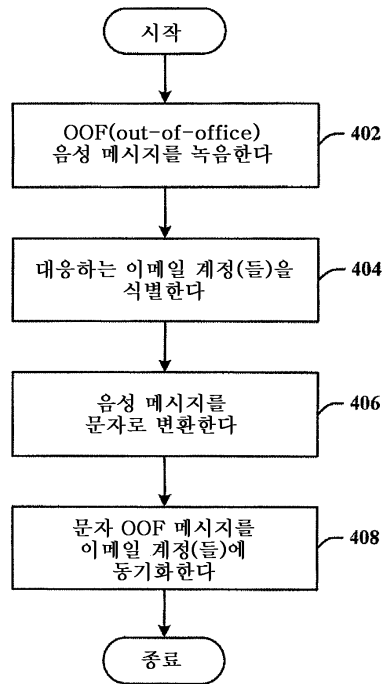 시작
OOF(out-of-office)
음성 메시지를 녹음한다
402
대응하는 이메일 계정(들)을
식별한다
404
음성 메시지를
문자로 변환한다
406
문자 OOF 메시지를
이메일 계정(들)에
동기화한다
408
종료